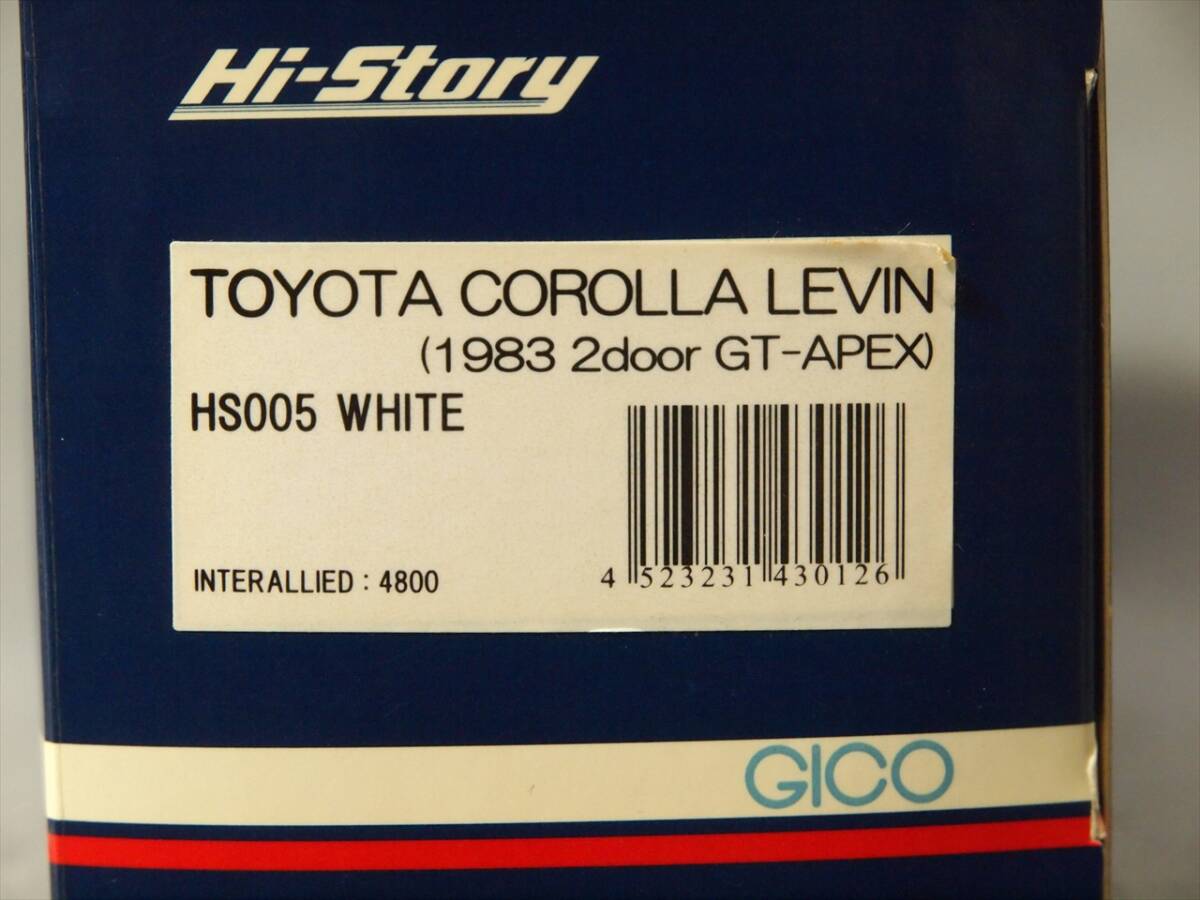 Hi-Story
TOYOTA COROLLA LEVIN
(1983 2door GT-APEX)
HS005 WHITE
INTERALLIED : 4800
4 523231 430126
GICO